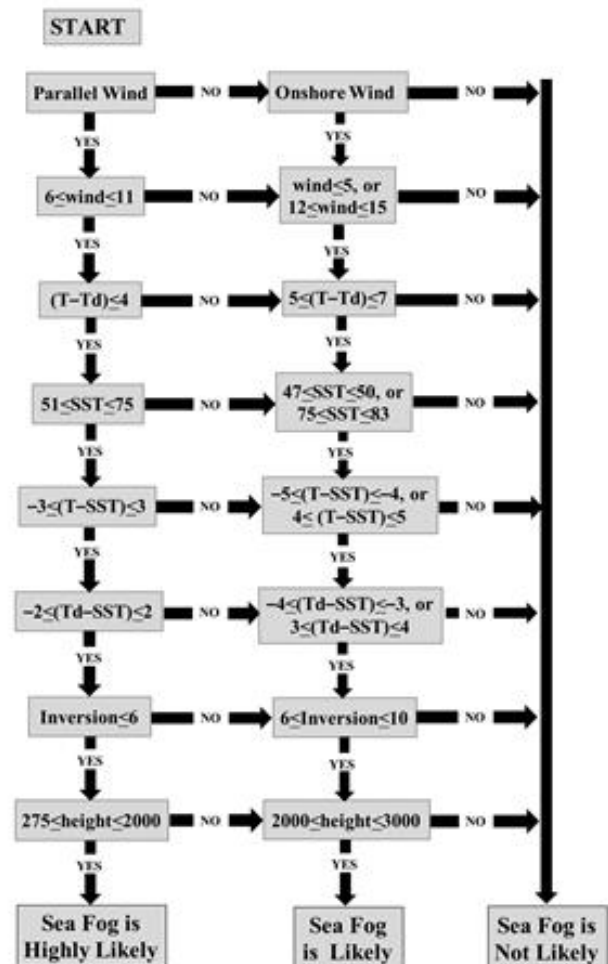 START
Parallel Wind
NO
Onshore Wind
NO
YES
YES
6≤wind≤11
NO
wind≤5, or
12≤wind≤15
NO
YES
YES
(T−Td)≤4
NO
5≤(T−Td)≤7
NO
YES
YES
51≤SST≤75
NO
47≤SST≤50, or
75≤SST≤83
NO
YES
YES
−3≤(T−SST)≤3
NO
−5≤(T−SST)≤−4, or
4≤ (T−SST)≤5
NO
YES
YES
−2≤(Td−SST)≤2
NO
−4≤(Td−SST)≤−3, or
3≤(Td−SST)≤4
NO
YES
YES
Inversion≤6
NO
6≤Inversion≤10
NO
YES
YES
275≤height≤2000
NO
2000≤height≤3000
NO
YES
YES
Sea Fog is
Highly Likely
Sea Fog
is Likely
Sea Fog is
Not Likely